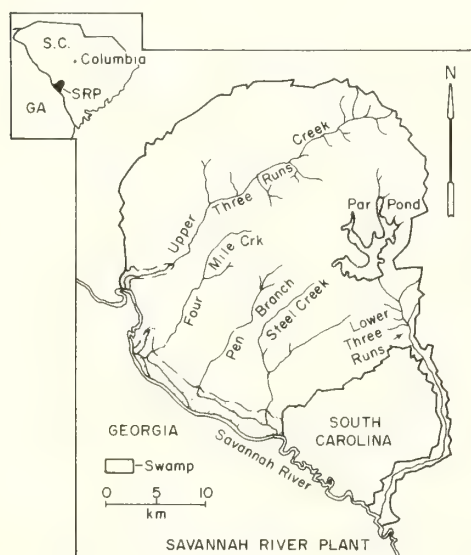 S.C.
Columbia
SRP
GA
N
Upper Three Runs Creek
Par Pond
Four Mile Crk
Pen Branch
Steel Creek
Lower
Three
Runs
GEORGIA
SOUTH
CAROLINA
Savannah River
-Swamp
0 5 10
km
SAVANNAH RIVER PLANT